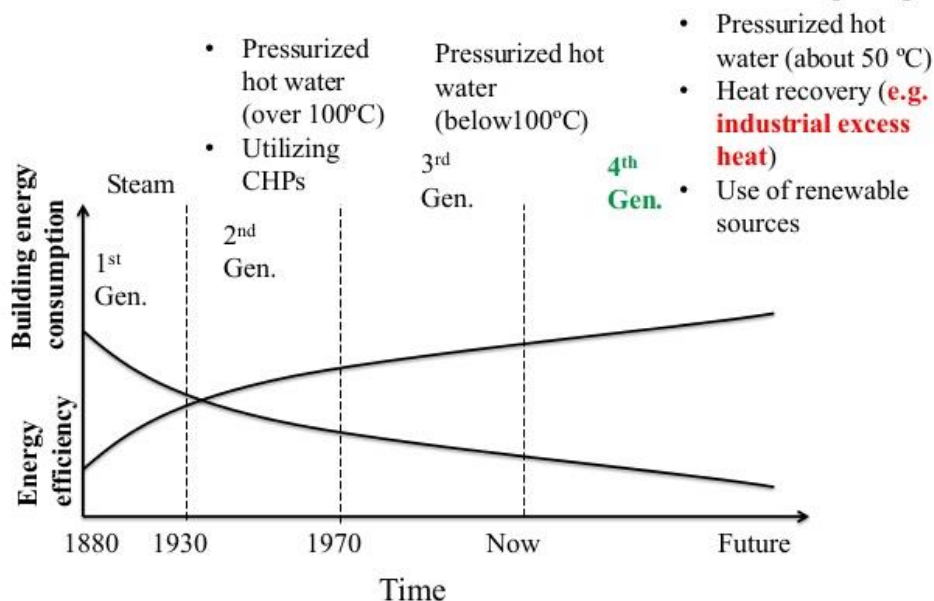 • Pressurized
hot water
(over 100ºC)
• Utilizing
CHPs
Pressurized hot
water
(below100ºC)
• Pressurized hot
water (about 50 ºC)
• Heat recovery (e.g.
industrial excess
heat)
• Use of renewable
sources
Steam
1st
Gen.
2nd
Gen.
3rd
Gen.
4th
Gen.
Building energy
consumption
Energy
efficiency
1880
1930
1970
Now
Future
Time